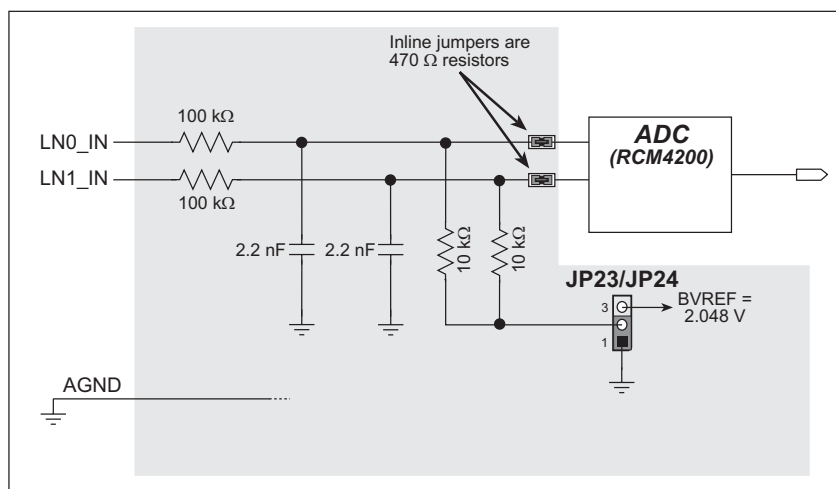 Inline jumpers are
470 Ω resistors
100 kΩ
LN0_IN
LN1_IN
100 kΩ
ADC
(RCM4200)
2.2 nF
2.2 nF
10 kΩ
10 kΩ
JP23/JP24
3
BVREF =
2.048 V
1
AGND